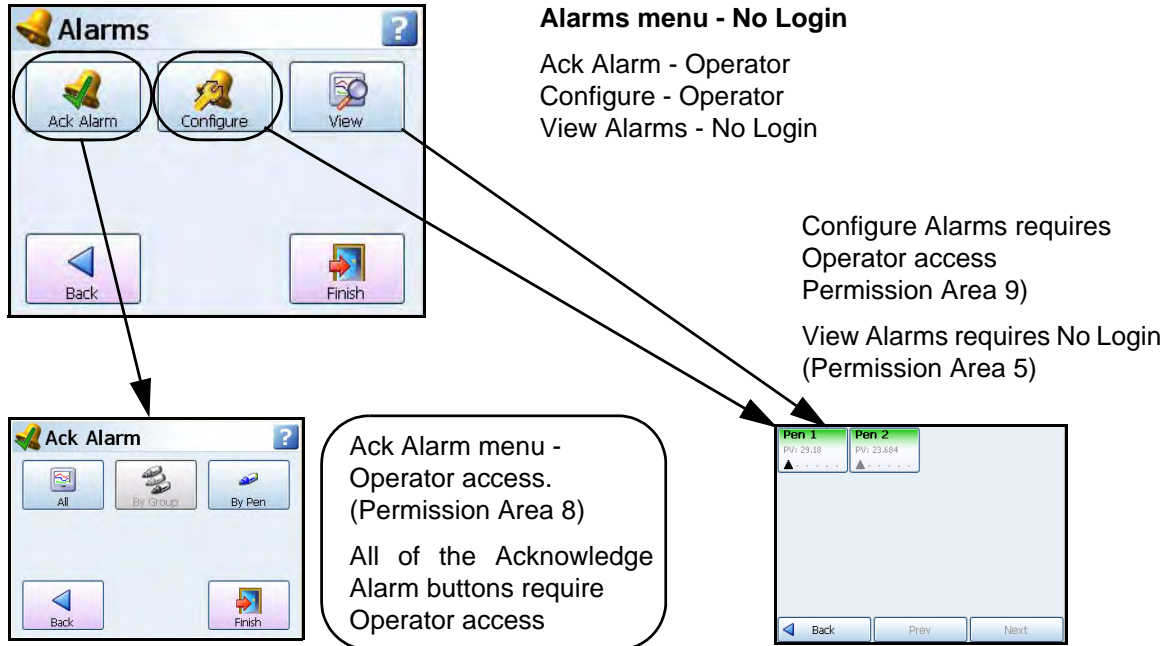 Alarms
?
Ack Alarm
Configure
View
Back
Finish
Alarms menu - No Login
Ack Alarm - Operator
Configure - Operator
View Alarms - No Login
Configure Alarms requires
Operator access
Permission Area 9)
View Alarms requires No Login
(Permission Area 5)
Ack Alarm
?
All
By Group
By Pen
Back
Finish
Ack Alarm menu -
Operator access.
(Permission Area 8)
All of the Acknowledge
Alarm buttons require
Operator access
Pen 1
PV: 29.18
Pen 2
PV: 23.684
Back
Prev
Next